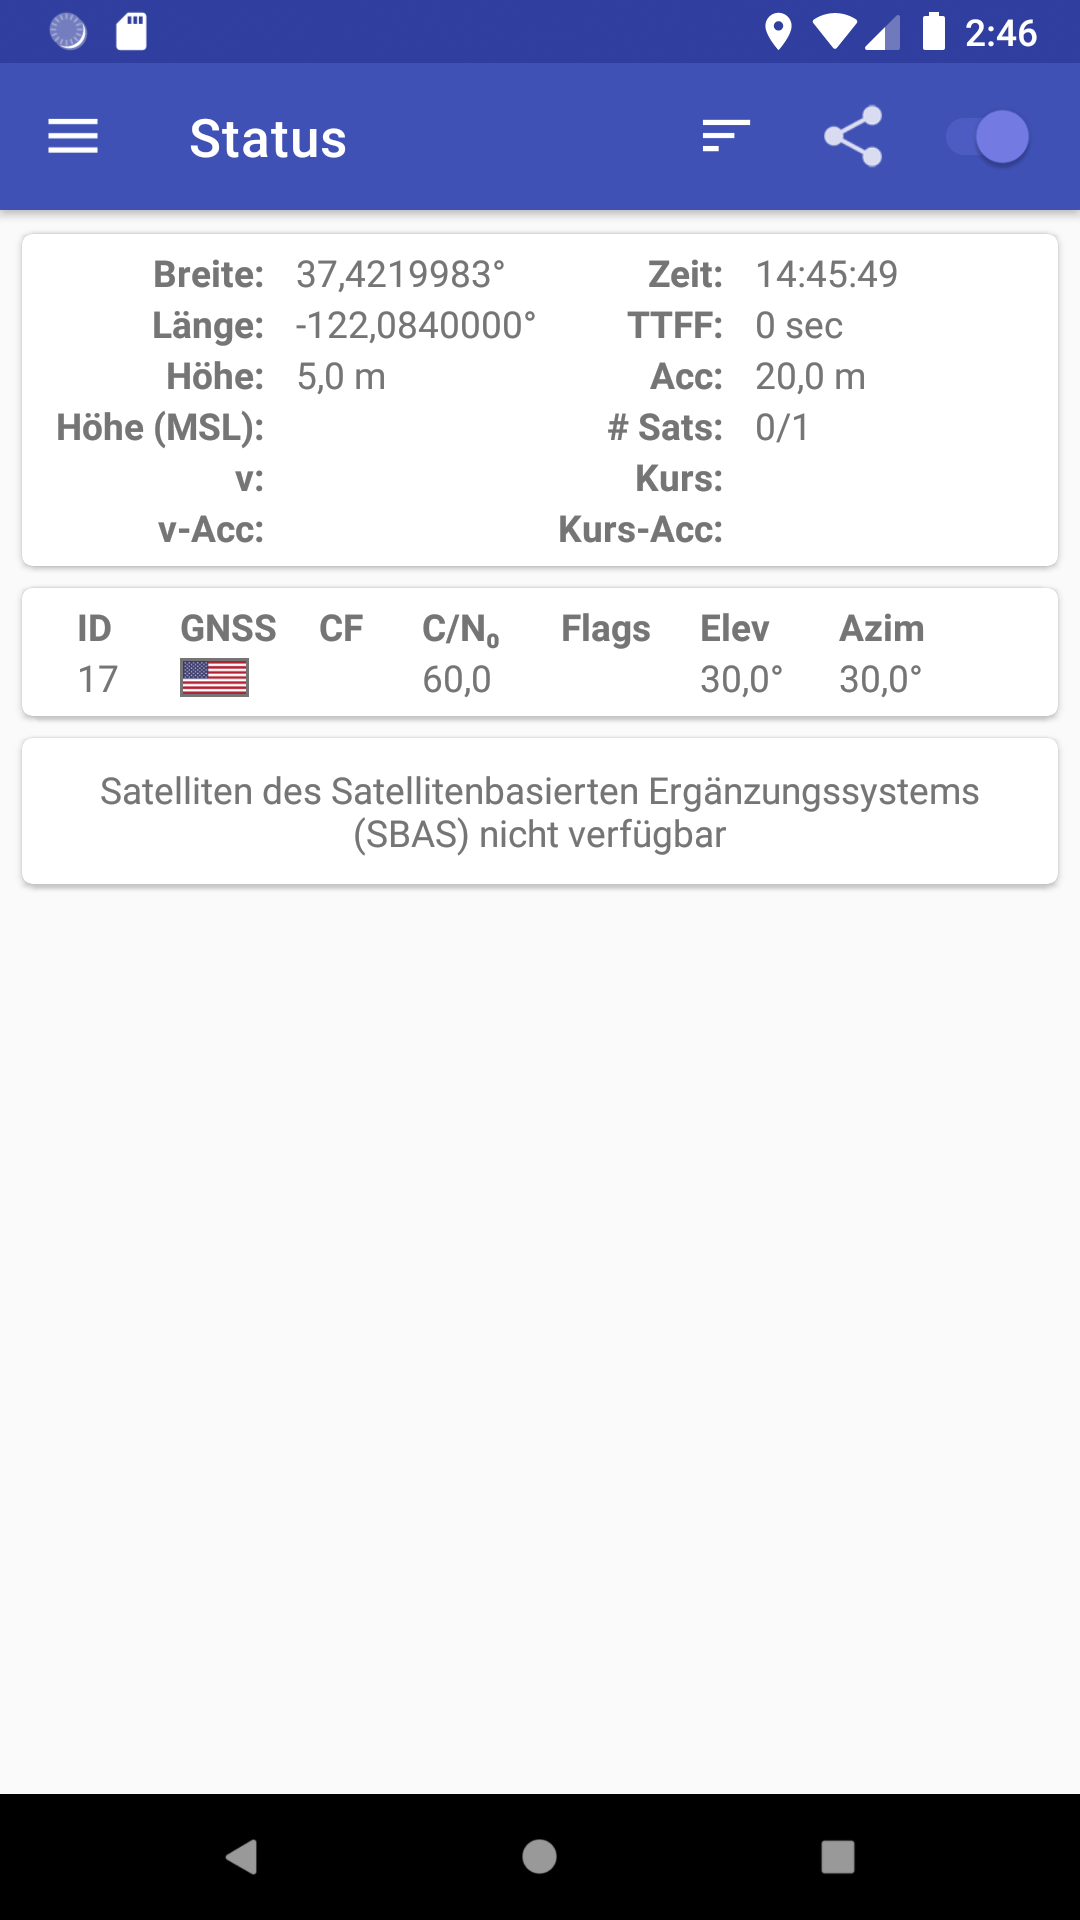 2:46
Status
Breite: 37,4219983° Zeit: 14:45:49
Länge: -122,0840000° TTFF: 0 sec
Höhe: 5,0 m Acc: 20,0 m
Höhe (MSL): # Sats: 0/1
v: Kurs:
v-Acc: Kurs-Acc:
ID GNSS CF C/N₀ Flags Elev Azim
17 60,0 30,0° 30,0°
Satelliten des Satellitenbasierten Ergänzungssystems
(SBAS) nicht verfügbar